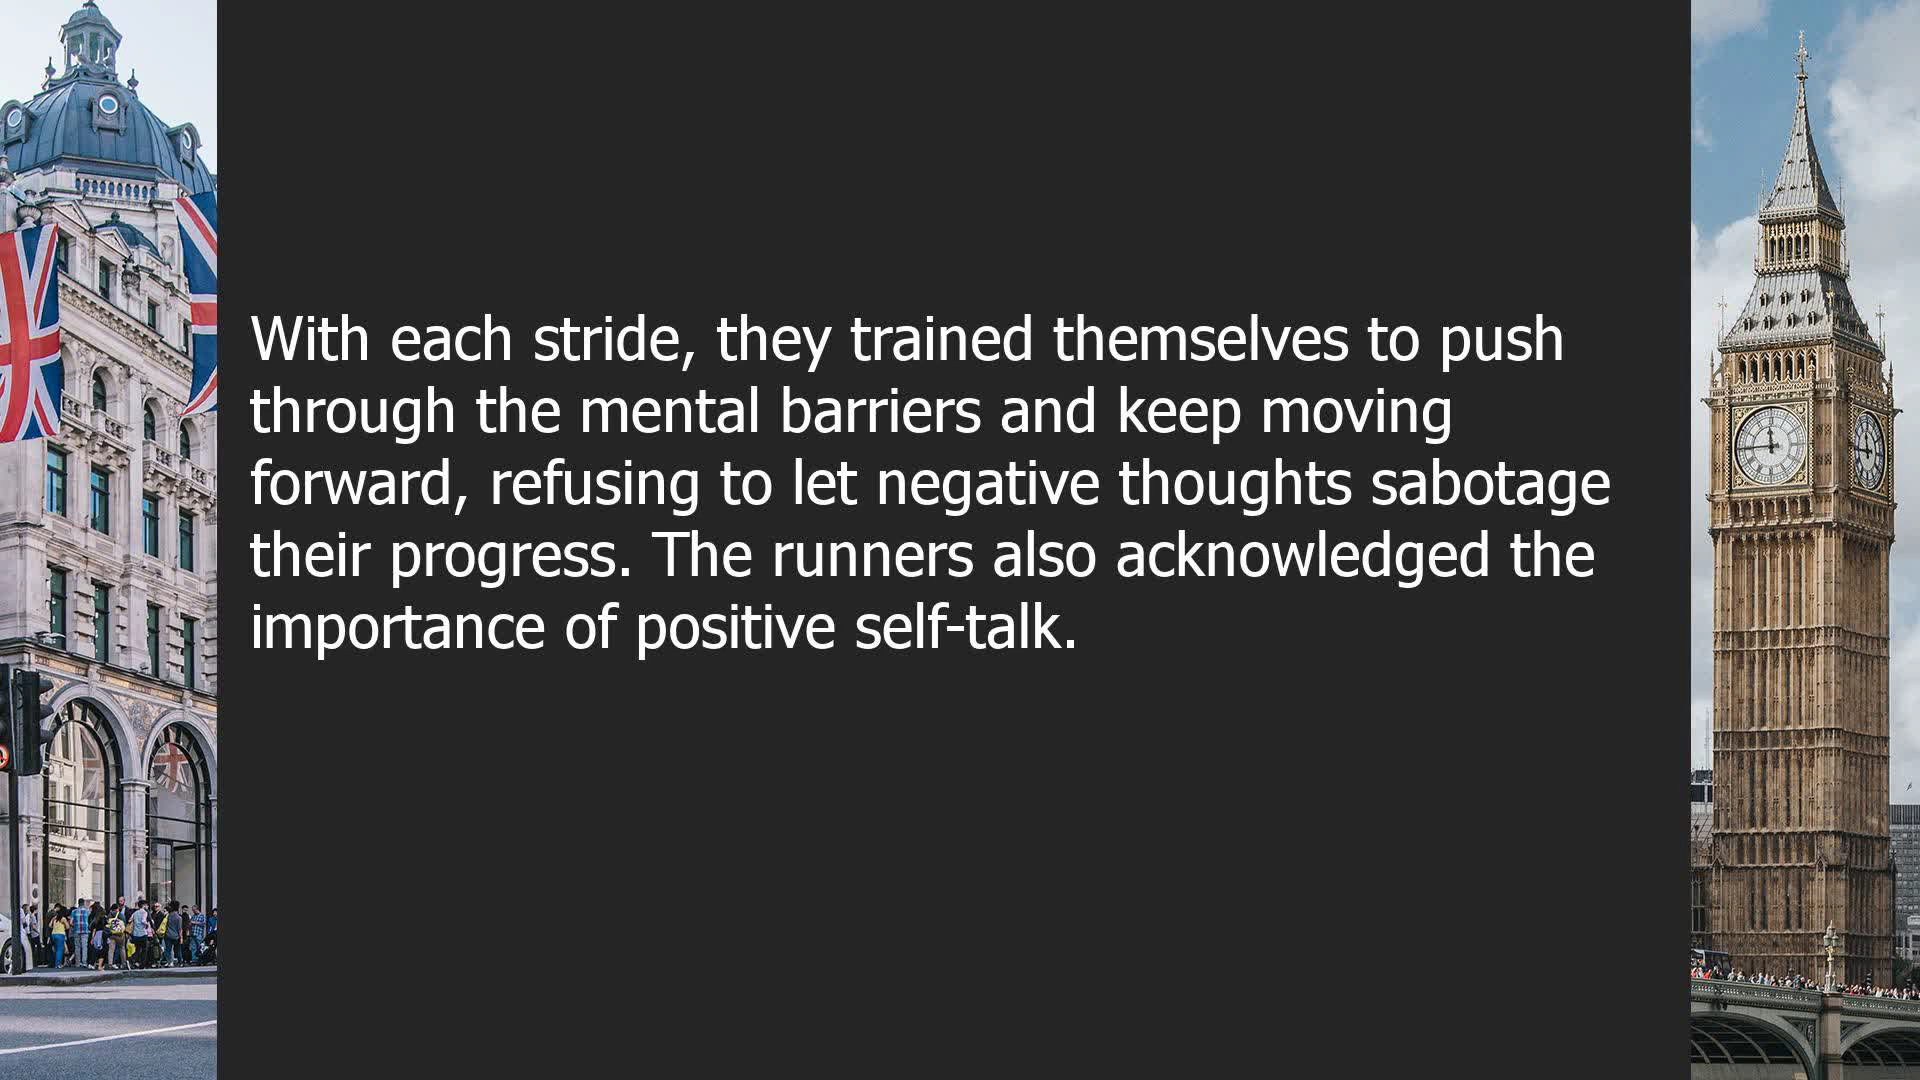 With each stride, they trained themselves to push
through the mental barriers and keep moving
forward, refusing to let negative thoughts sabotage
their progress. The runners also acknowledged the
importance of positive self-talk.